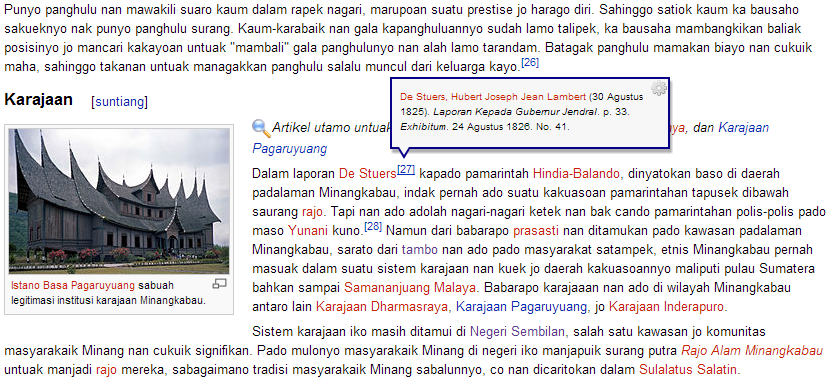 Punyo panghulu nan mawakili suaro kaum dalam rapek nagari, marupoan suatu prestise jo harago diri. Sahinggo satiok kaum ka bausaho
sakueknyo nak punyo panghulu surang. Kaum-karabaik nan gala kapanghuluannyo sudah lamo talipek, ka bausaha mambangkikan baliak
posisinyo jo mancari kakayoan untuak "mambali" gala panghulunyo nan alah lamo tarandam. Batagak panghulu mamakan biayo nan cukuik
maha, sahinggo takanan untuak managakkan panghulu salalu muncul dari keluarga kayo.[26]
Karajaan [suntiang]
De Stuers, Hubert Joseph Jean Lambert (30 Agustus
1825). Laporan Kepada Gubernur Jendral. p. 33.
Exhibitum. 24 Agustus 1826. No. 41.
Artikel utamo untuak
ya, dan Karajaan
Pagaruyuang
Dalam laporan De Stuers[27] kapado pamarintah Hindia-Balando, dinyatokan baso di daerah
padalaman Minangkabau, indak pernah ado suatu kakuasoan pamarintahan tapusek dibawah
saurang rajo. Tapi nan ado adolah nagari-nagari ketek nan bak cando pamarintahan polis-polis pado
maso Yunani kuno.[28] Namun dari babarapo prasasti nan ditamukan pado kawasan padalaman
Minangkabau, sarato dari tambo nan ado pado masyarakat satampek, etnis Minangkabau pernah
masuak dalam suatu sistem karajaan nan kuek jo daerah kakuasoannyo maliputi pulau Sumatera
bahkan sampai Samananjuang Malaya. Babarapo karajaaan nan ado di wilayah Minangkabau
antaro lain Karajaan Dharmasraya, Karajaan Pagaruyuang, jo Karajaan Inderapuro.
Istano Basa Pagaruyuang sabuah
legitimasi institusi karajaan Minangkabau.
Sistem karajaan iko masih ditamui di Negeri Sembilan, salah satu kawasan jo komunitas
masyarakaik Minang nan cukuik signifikan. Pado mulonyo masyarakaik Minang di negeri iko manjapuik surang putra Rajo Alam Minangkabau
untuak manjadi rajo mereka, sabagaimano tradisi masyarakaik Minang sabalunnyo, co nan dicaritokan dalam Sulalatus Salatin.